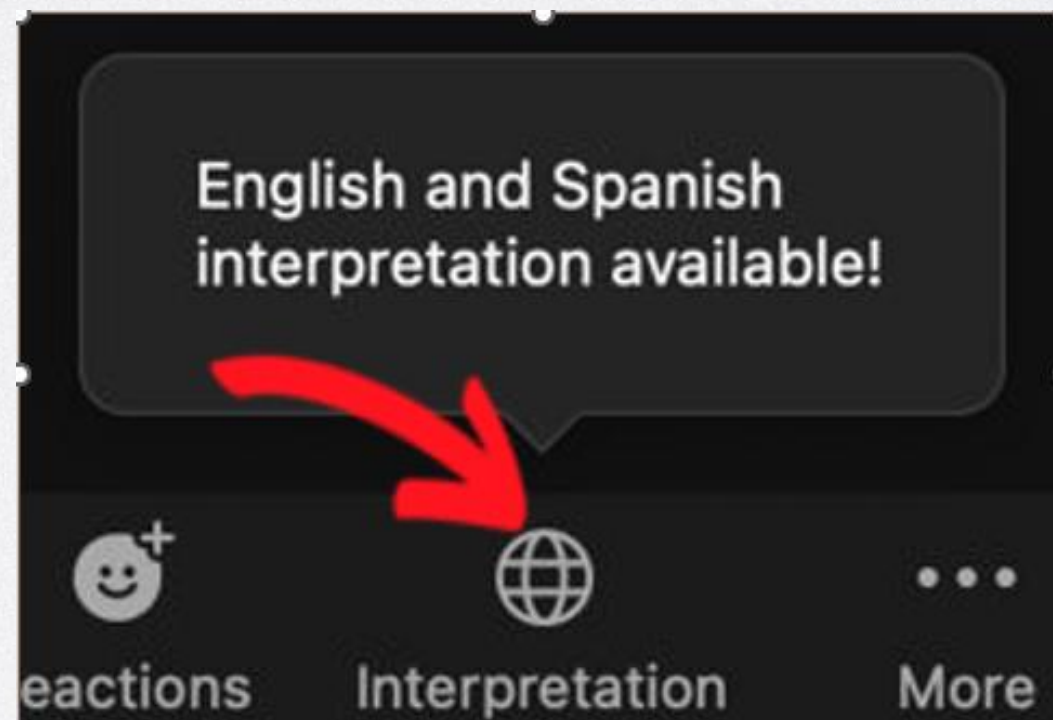 English and Spanish
interpretation available!
eactions
Interpretation
More